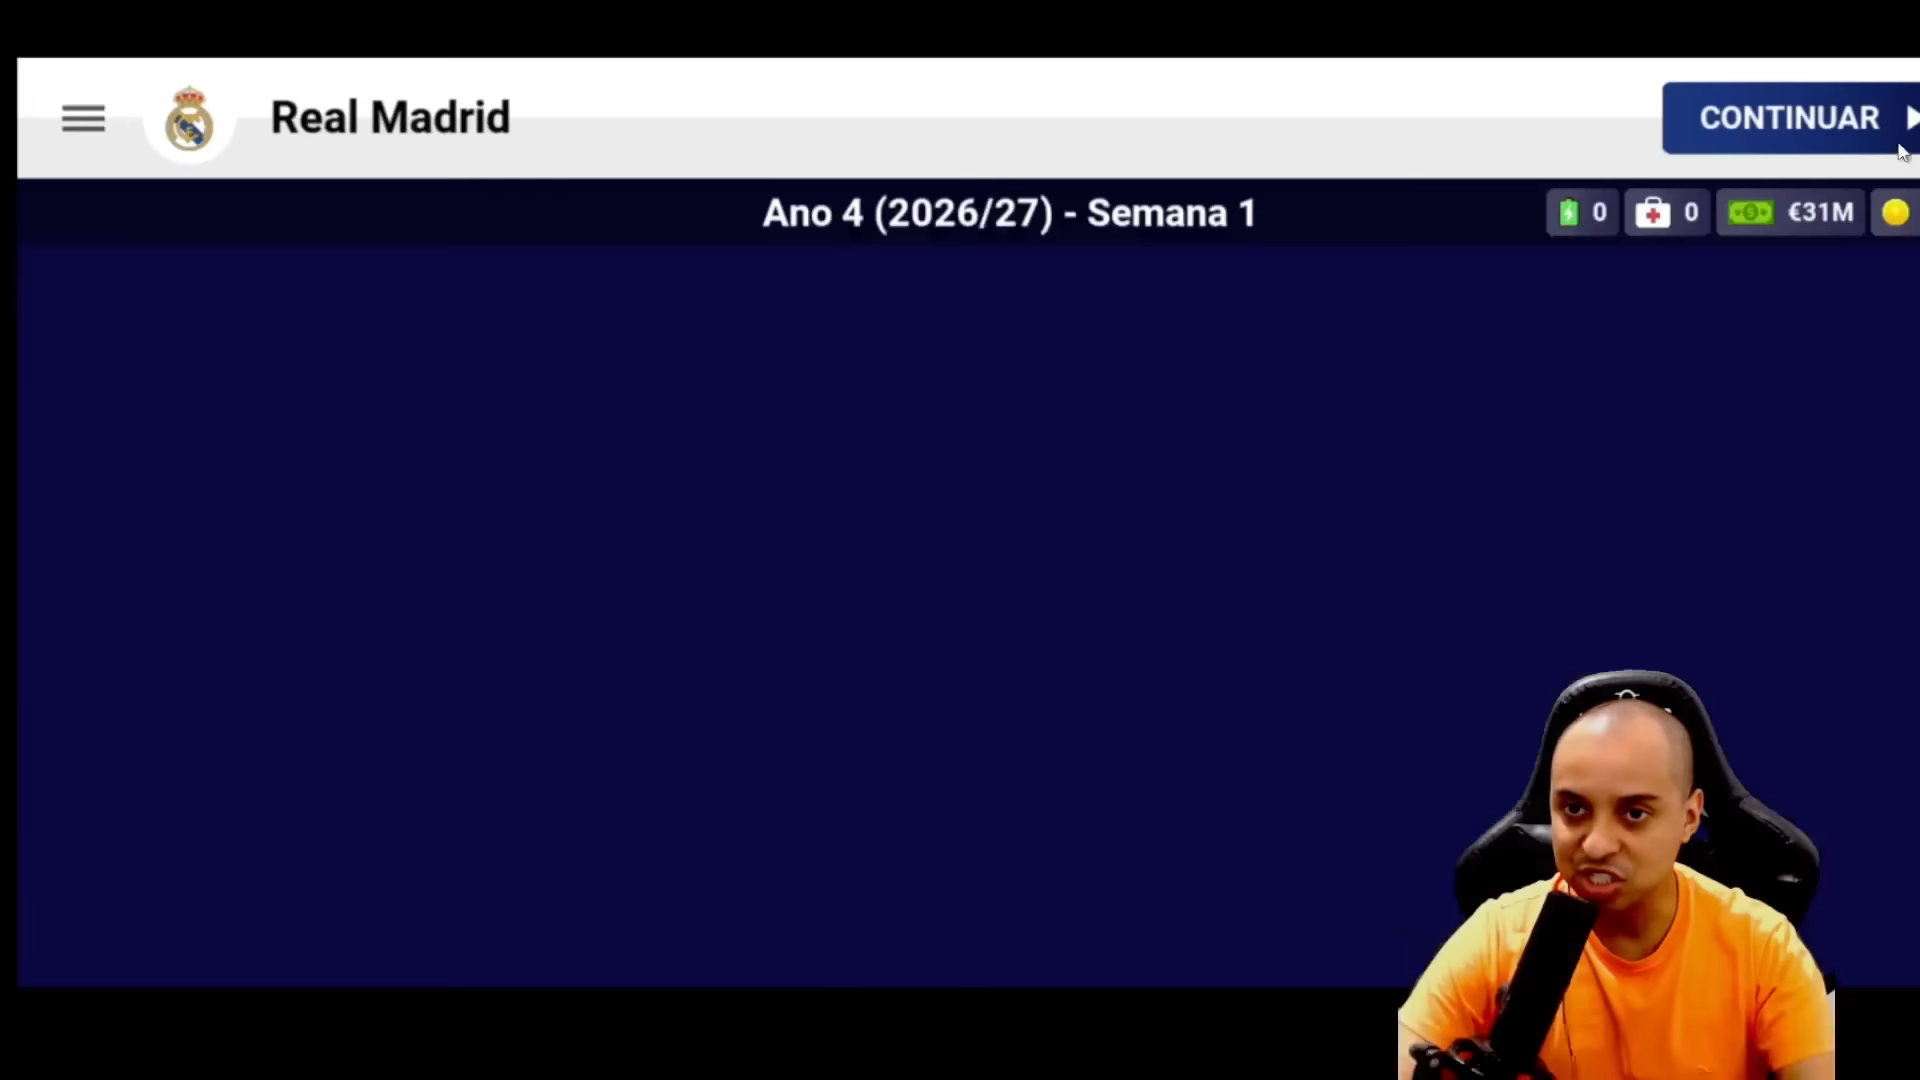 Real Madrid
CONTINUAR
Ano 4 (2026/27) - Semana 1
0
0
€31M